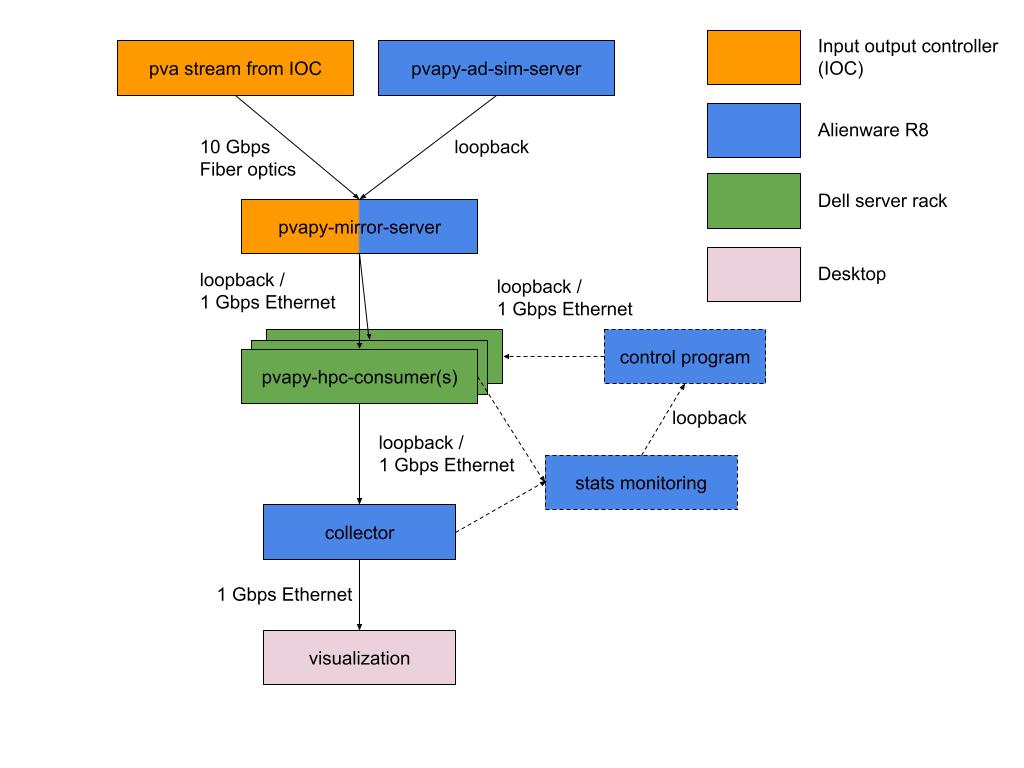 pva stream from IOC
pvapy-ad-sim-server
Input output controller
(IOC)
Alienware R8
Dell server rack
Desktop
10 Gbps
Fiber optics
loopback
pvapy-mirror-server
loopback /
1 Gbps Ethernet
loopback /
1 Gbps Ethernet
pvapy-hpc-consumer(s)
control program
loopback
loopback /
1 Gbps Ethernet
stats monitoring
collector
1 Gbps Ethernet
visualization